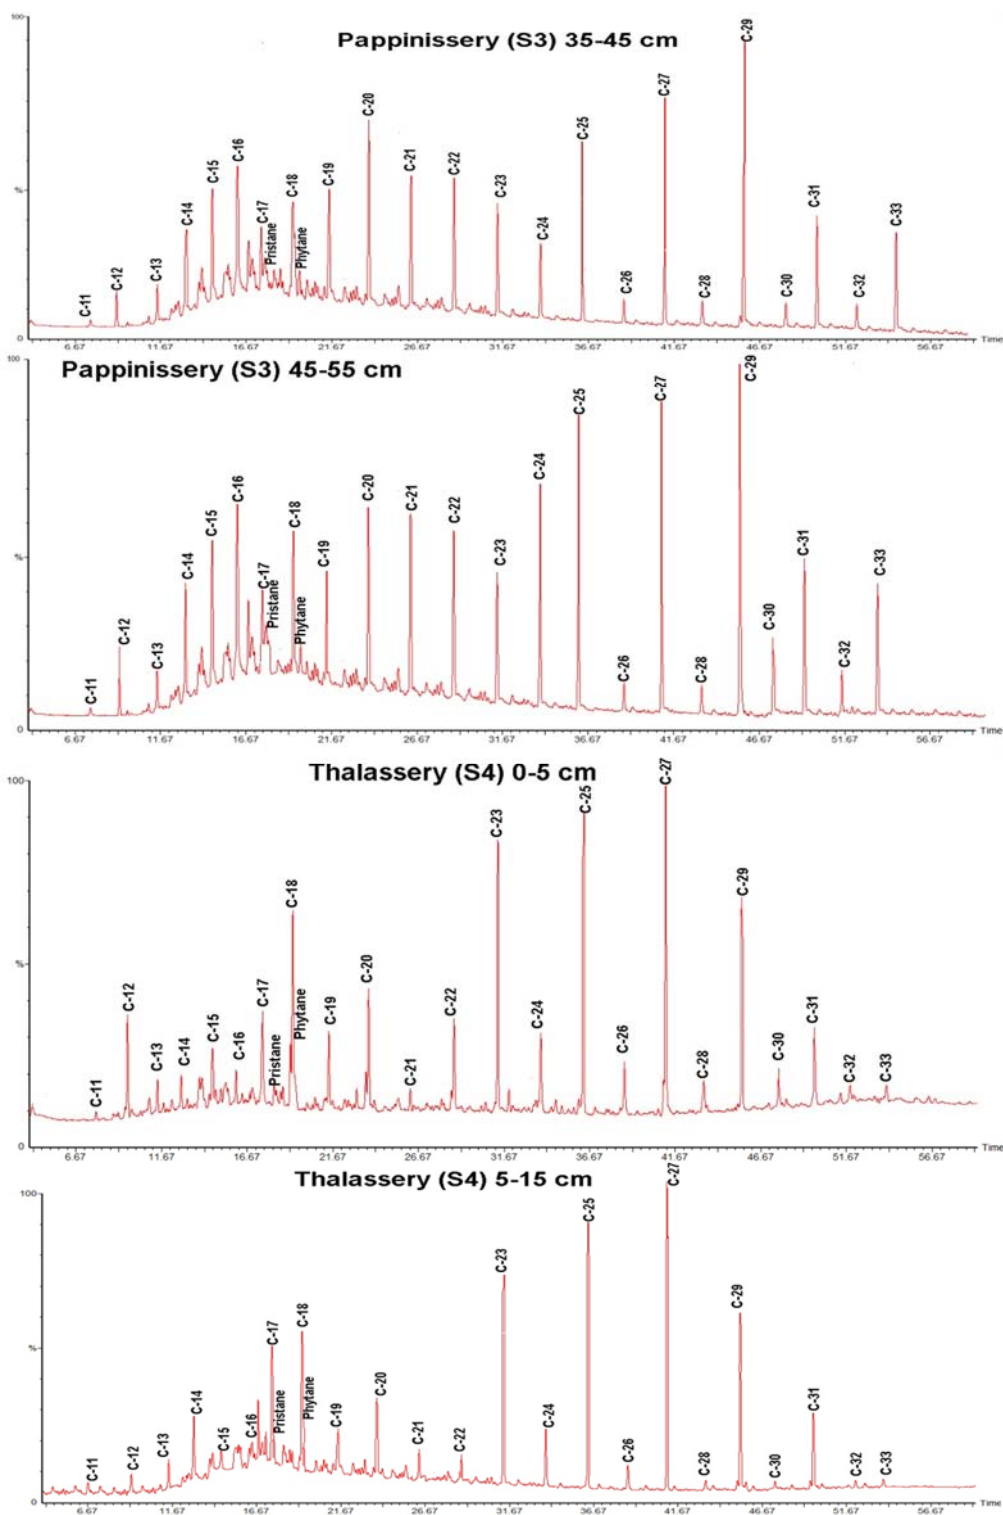 Pappinissery (S3) 35-45 cm
100
%
0
C-11
C-12
C-13
C-14
C-15
C-16
C-17
Pristane
C-18
Phytane
C-19
C-20
C-21
C-22
C-23
C-24
C-25
C-26
C-27
C-28
C-29
C-30
C-31
C-32
C-33
6.67 11.67 16.67 21.67 26.67 31.67 36.67 41.67 46.67 51.67 56.67 Time
Pappinissery (S3) 45-55 cm
100
%
0
C-11
C-12
C-13
C-14
C-15
C-16
C-17
Pristane
C-18
Phytane
C-19
C-20
C-21
C-22
C-23
C-24
C-25
C-26
C-27
C-28
C-29
C-30
C-31
C-32
C-33
6.67 11.67 16.67 21.67 26.67 31.67 36.67 41.67 46.67 51.67 56.67 Time
Thalassery (S4) 0-5 cm
100
%
0
C-11
C-12
C-13
C-14
C-15
C-16
C-17
Pristane
C-18
Phytane
C-19
C-20
C-21
C-22
C-23
C-24
C-25
C-26
C-27
C-28
C-29
C-30
C-31
C-32
C-33
6.67 11.67 16.67 21.67 26.67 31.67 36.67 41.67 46.67 51.67 56.67 Time
Thalassery (S4) 5-15 cm
100
%
0
C-11
C-12
C-13
C-14
C-15
C-16
C-17
Pristane
C-18
Phytane
C-19
C-20
C-21
C-22
C-23
C-24
C-25
C-26
C-27
C-28
C-29
C-30
C-31
C-32
C-33
6.67 11.67 16.67 21.67 26.67 31.67 36.67 41.67 46.67 51.67 56.67 Time